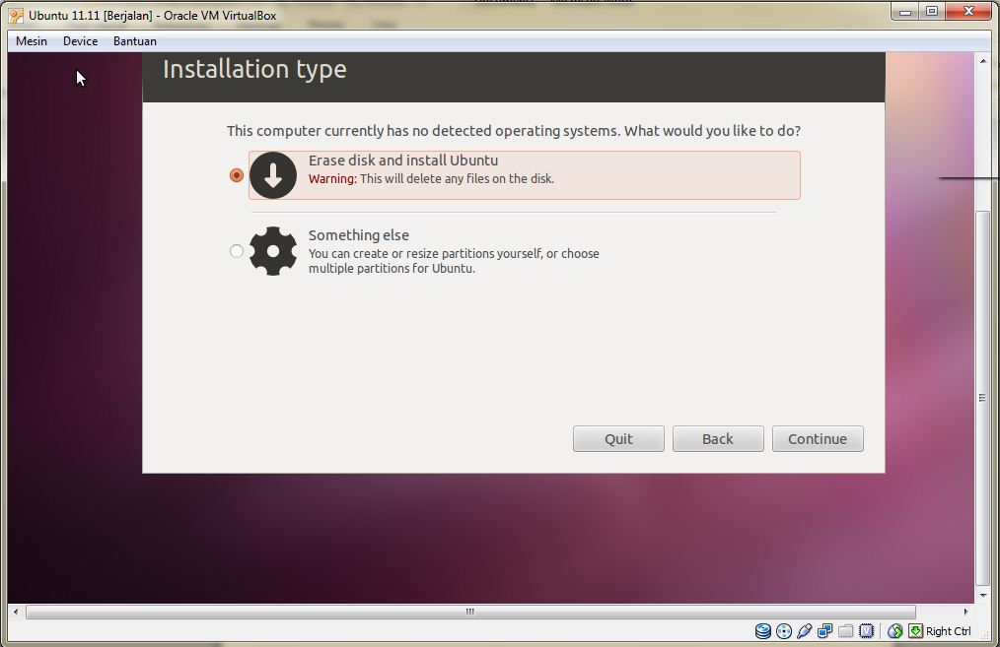 Ubuntu 11.11 [Berjalan] - Oracle VM VirtualBox
Mesin Device Bantuan
Installation type
This computer currently has no detected operating systems. What would you like to do?
Erase disk and install Ubuntu
Warning: This will delete any files on the disk.
Something else
You can create or resize partitions yourself, or choose
multiple partitions for Ubuntu.
Quit Back Continue
Right Ctrl